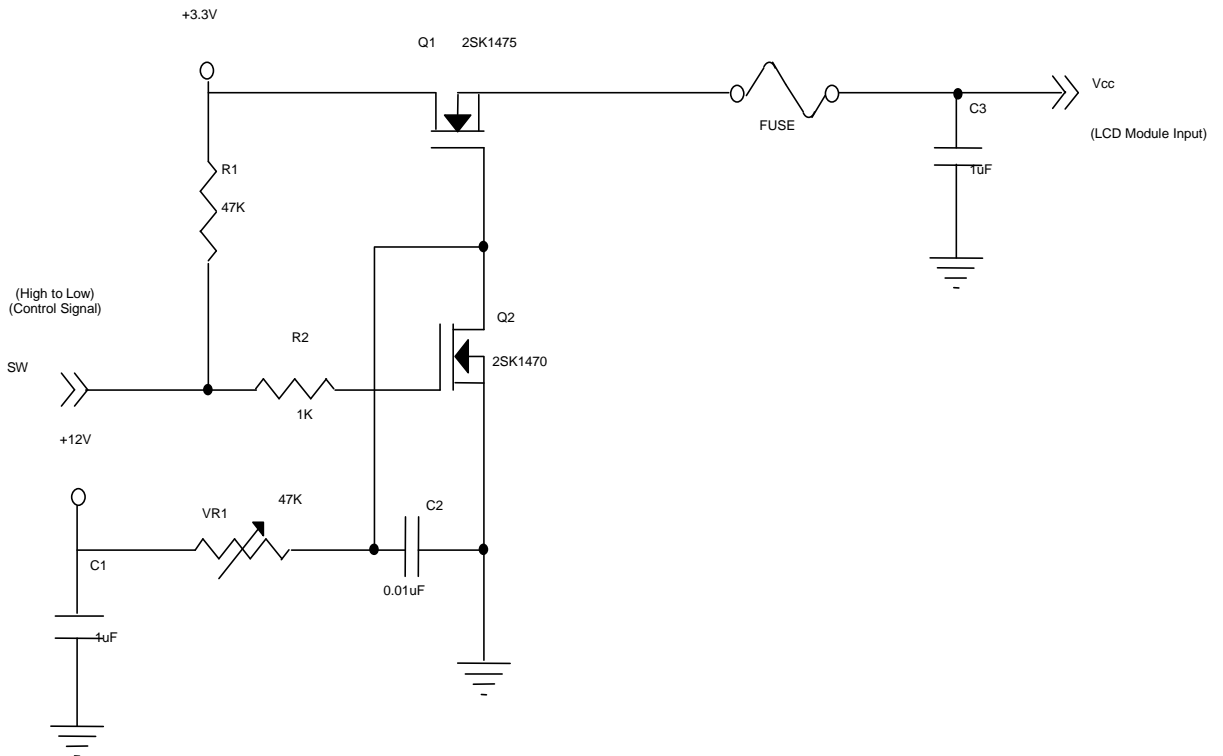 +3.3V
Q1 2SK1475
Vcc
C3
FUSE
(LCD Module Input)
R1
1uF
47K
(High to Low)
(Control Signal)
Q2
R2
2SK1470
SW
1K
+12V
47K
C2
VR1
C1
0.01uF
1uF